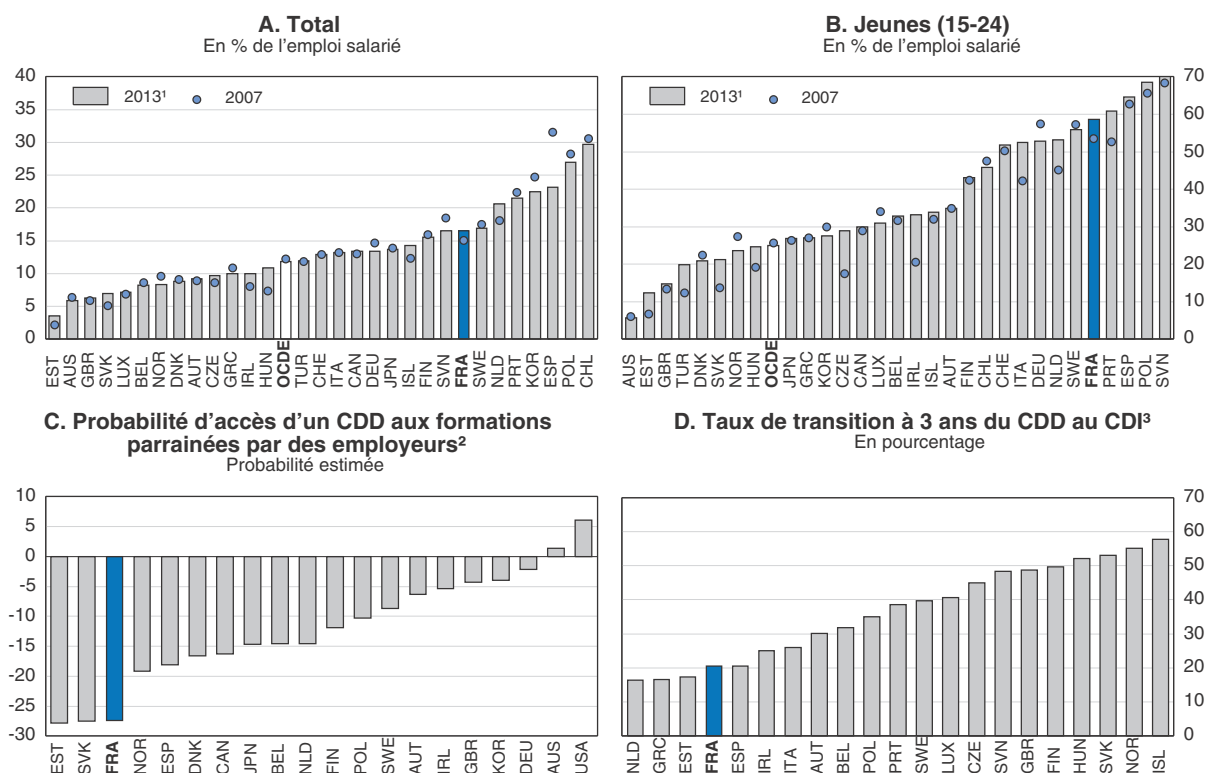 A. Total
En % de l’emploi salarié
40
35
30
25
20
15
10
5
0
2013¹
2007
EST
AUS
GBR
SVK
LUX
BEL
NOR
DNK
AUT
CZE
GRC
IRL
HUN
OCDE
TUR
CHE
ITA
CAN
DEU
JPN
ISL
FIN
SVN
FRA
SWE
NLD
PRT
KOR
ESP
POL
CHL
B. Jeunes (15-24)
En % de l’emploi salarié
2013¹
2007
70
60
50
40
30
20
10
0
AUS
EST
GBR
TUR
DNK
SVK
NOR
HUN
OCDE
JPN
GRC
KOR
CZE
CAN
LUX
BEL
IRL
ISL
AUT
FIN
CHL
CHE
ITA
DEU
NLD
SWE
FRA
PRT
ESP
POL
SVN
C. Probabilité d’accès d’un CDD aux formations
parrainées par des employeurs²
Probabilité estimée
10
5
0
-5
-10
-15
-20
-25
-30
EST
SVK
FRA
NOR
ESP
DNK
CAN
JPN
BEL
NLD
FIN
POL
SWE
AUT
IRL
GBR
KOR
DEU
AUS
USA
D. Taux de transition à 3 ans du CDD au CDI³
En pourcentage
70
60
50
40
30
20
10
0
NLD
GRC
EST
FRA
ESP
IRL
ITA
AUT
BEL
POL
PRT
SWE
LUX
CZE
SVN
GBR
FIN
HUN
SVK
NOR
ISL